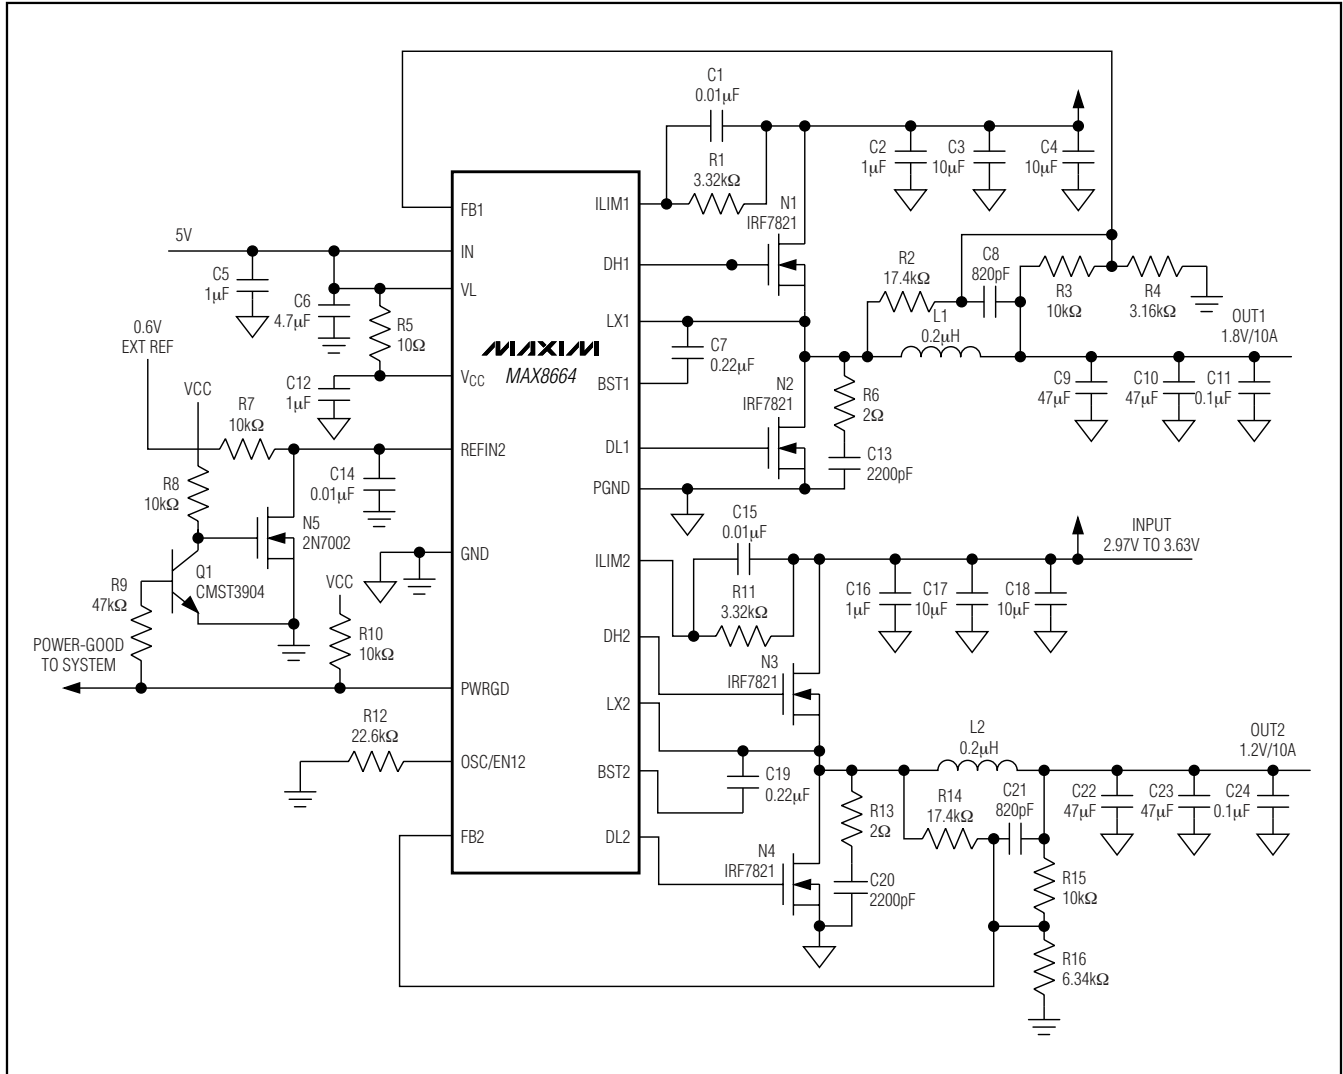 C1
0.01µF
R1
3.32kΩ
C2
1µF
C3
10µF
C4
10µF
N1
IRF7821
FB1
ILIM1
5V
IN
DH1
C5
1µF
C6
4.7µF
VL
R5
10Ω
LX1
R2
17.4kΩ
C8
820pF
R3
10kΩ
R4
3.16kΩ
L1
0.2µH
OUT1
1.8V/10A
0.6V
EXT REF
MAXIM
MAX8664
C7
0.22µF
VCC
C12
1µF
VCC
BST1
N2
IRF7821
R6
2Ω
C9
47µF
C10
47µF
C11
0.1µF
R7
10kΩ
REFIN2
DL1
C13
2200pF
R8
10kΩ
C14
0.01µF
PGND
N5
2N7002
C15
0.01µF
INPUT
2.97V TO 3.63V
GND
ILIM2
Q1
CMST3904
R9
47kΩ
VCC
R11
3.32kΩ
C16
1µF
C17
10µF
C18
10µF
R10
10kΩ
DH2
POWER-GOOD
TO SYSTEM
N3
IRF7821
PWRGD
LX2
R12
22.6kΩ
OSC/EN12
BST2
L2
0.2µH
OUT2
1.2V/10A
C19
0.22µF
R13
2Ω
R14
17.4kΩ
C21
820pF
C22
47µF
C23
47µF
C24
0.1µF
FB2
DL2
N4
IRF7821
C20
2200pF
R15
10kΩ
R16
6.34kΩ